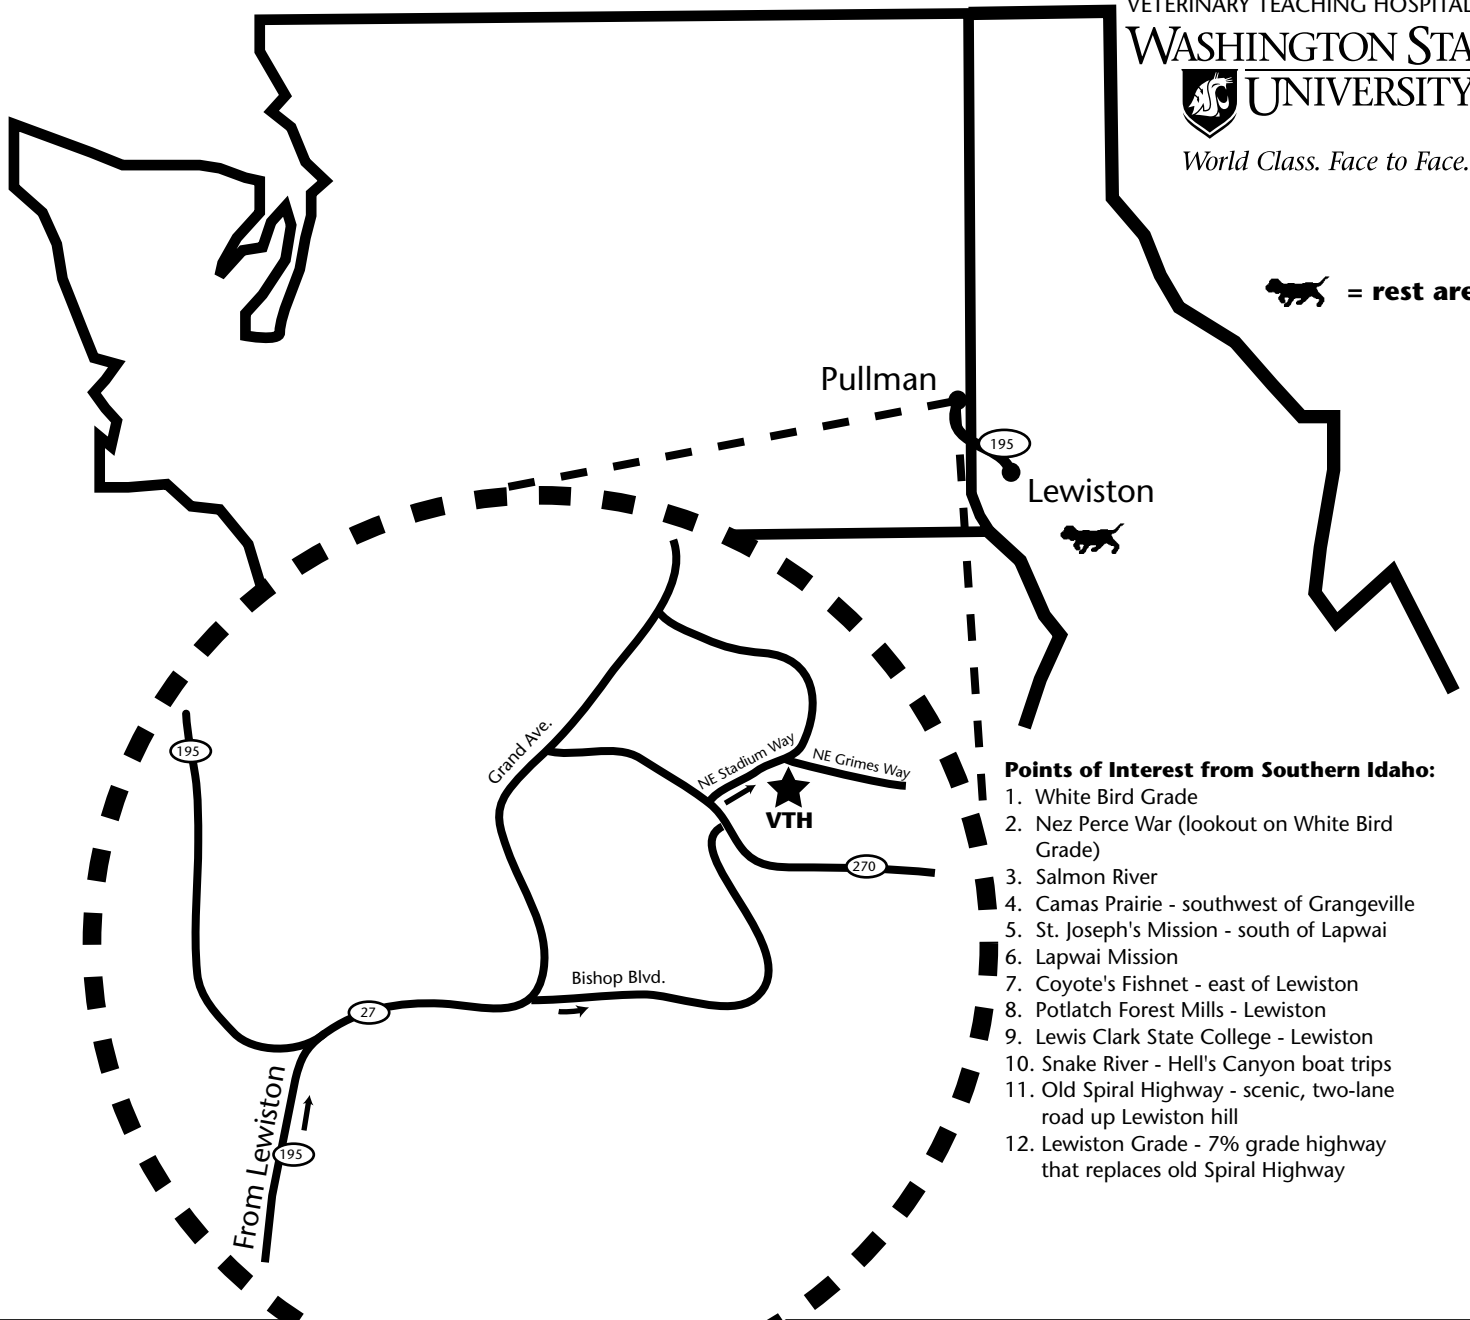 VETERINARY TEACHING HOSPITAL
WASHINGTON STA
UNIVERSITY
World Class. Face to Face.
= rest are
Pullman
195
Lewiston
195
Grand Ave.
NE Stadium Way
NE Grimes Way
VTH
270
Bishop Blvd.
27
From Lewiston
195
Points of Interest from Southern Idaho:
1. White Bird Grade
2. Nez Perce War (lookout on White Bird
Grade)
3. Salmon River
4. Camas Prairie - southwest of Grangeville
5. St. Joseph's Mission - south of Lapwai
6. Lapwai Mission
7. Coyote's Fishnet - east of Lewiston
8. Potlatch Forest Mills - Lewiston
9. Lewis Clark State College - Lewiston
10. Snake River - Hell's Canyon boat trips
11. Old Spiral Highway - scenic, two-lane
road up Lewiston hill
12. Lewiston Grade - 7% grade highway
that replaces old Spiral Highway